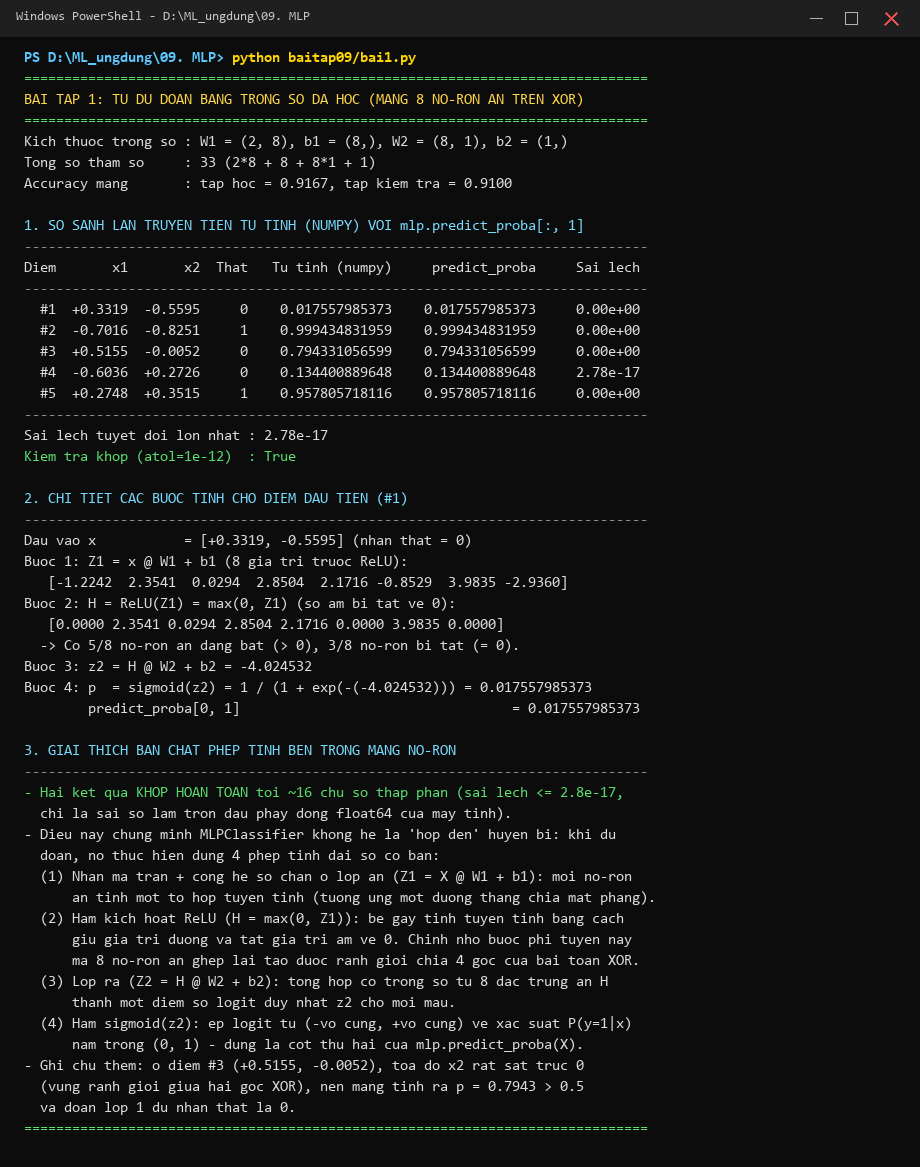 Windows PowerShell - D:\ML_ungdung\09. MLP
PS D:\ML_ungdung\09. MLP> python baitap09/bai1.py
==============================================================================
BAI TAP 1: TU DU DOAN BANG TRONG SO DA HOC (MANG 8 NO-RON AN TREN XOR)
==============================================================================
Kich thuoc trong so : W1 = (2, 8), b1 = (8,), W2 = (8, 1), b2 = (1,)
Tong so tham so     : 33 (2*8 + 8 + 8*1 + 1)
Accuracy mang       : tap hoc = 0.9167, tap kiem tra = 0.9100
1. SO SANH LAN TRUYEN TIEN TU TINH (NUMPY) VOI mlp.predict_proba[:, 1]
------------------------------------------------------------------------------
Diem       x1       x2  That   Tu tinh (numpy)     predict_proba     Sai lech
------------------------------------------------------------------------------
  #1  +0.3319  -0.5595     0    0.017557985373    0.017557985373     0.00e+00
  #2  -0.7016  -0.8251     1    0.999434831959    0.999434831959     0.00e+00
  #3  +0.5155  -0.0052     0    0.794331056599    0.794331056599     0.00e+00
  #4  -0.6036  +0.2726     0    0.134400889648    0.134400889648     2.78e-17
  #5  +0.2748  +0.3515     1    0.957805718116    0.957805718116     0.00e+00
------------------------------------------------------------------------------
Sai lech tuyet doi lon nhat : 2.78e-17
Kiem tra khop (atol=1e-12)  : True
2. CHI TIET CAC BUOC TINH CHO DIEM DAU TIEN (#1)
------------------------------------------------------------------------------
Dau vao x           = [+0.3319, -0.5595] (nhan that = 0)
Buoc 1: Z1 = x @ W1 + b1 (8 gia tri truoc ReLU):
   [-1.2242  2.3541  0.0294  2.8504  2.1716 -0.8529  3.9835 -2.9360]
Buoc 2: H = ReLU(Z1) = max(0, Z1) (so am bi tat ve 0):
   [0.0000 2.3541 0.0294 2.8504 2.1716 0.0000 3.9835 0.0000]
  -> Co 5/8 no-ron an dang bat (> 0), 3/8 no-ron bi tat (= 0).
Buoc 3: z2 = H @ W2 + b2 = -4.024532
Buoc 4: p  = sigmoid(z2) = 1 / (1 + exp(-(-4.024532))) = 0.017557985373
        predict_proba[0, 1]                                  = 0.017557985373
3. GIAI THICH BAN CHAT PHEP TINH BEN TRONG MANG NO-RON
------------------------------------------------------------------------------
- Hai ket qua KHOP HOAN TOAN toi ~16 chu so thap phan (sai lech <= 2.8e-17,
  chi la sai so lam tron dau phay dong float64 cua may tinh).
- Dieu nay chung minh MLPClassifier khong he la 'hop den' huyen bi: khi du
  doan, no thuc hien dung 4 phep tinh dai so co ban:
  (1) Nhan ma tran + cong he so chan o lop an (Z1 = X @ W1 + b1): moi no-ron
      an tinh mot to hop tuyen tinh (tuong ung mot duong thang chia mat phang).
  (2) Ham kich hoat ReLU (H = max(0, Z1)): be gay tinh tuyen tinh bang cach
      giu gia tri duong va tat gia tri am ve 0. Chinh nho buoc phi tuyen nay
      ma 8 no-ron an ghep lai tao duoc ranh gioi chia 4 goc cua bai toan XOR.
  (3) Lop ra (Z2 = H @ W2 + b2): tong hop co trong so tu 8 dac trung an H
      thanh mot diem so logit duy nhat z2 cho moi mau.
  (4) Ham sigmoid(z2): ep logit tu (-vo cung, +vo cung) ve xac suat P(y=1|x)
      nam trong (0, 1) - dung la cot thu hai cua mlp.predict_proba(X).
- Ghi chu them: o diem #3 (+0.5155, -0.0052), toa do x2 rat sat truc 0
  (vung ranh gioi giua hai goc XOR), nen mang tinh ra p = 0.7943 > 0.5
  va doan lop 1 du nhan that la 0.
==============================================================================